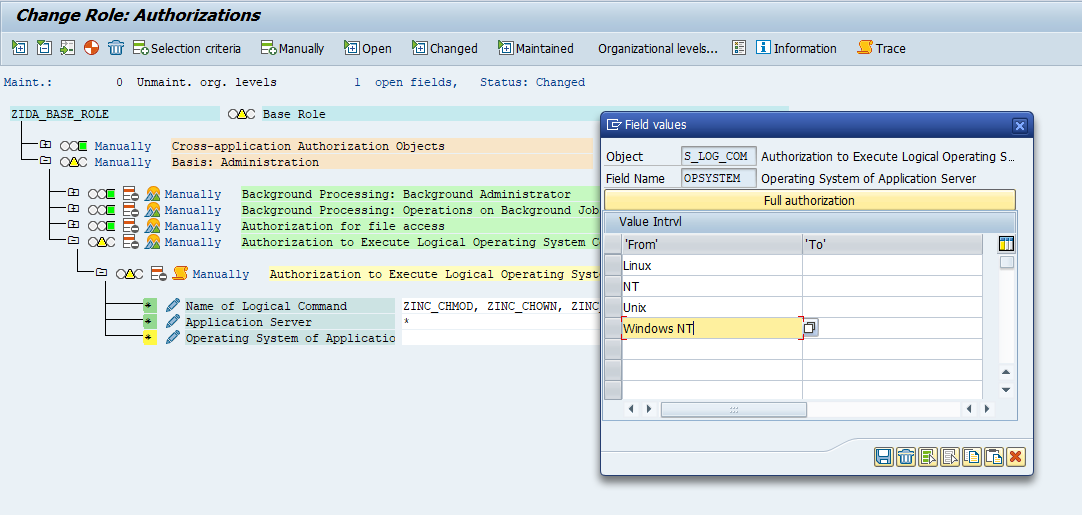 Change Role: Authorizations
Selection criteria Manually Open Changed Maintained Organizational levels... Information Trace
Maint.: 0 Unmaint. org. levels 1 open fields, Status: Changed
ZIDA_BASE_ROLE Base Role
Manually Cross-application Authorization Objects
Manually Basis: Administration
Manually Background Processing: Background Administrator
Manually Background Processing: Operations on Background Job
Manually Authorization for file access
Manually Authorization to Execute Logical Operating System C
Manually Authorization to Execute Logical Operating Syst
* Name of Logical Command ZINC_CHMOD, ZINC_CHOWN, ZINC_
* Application Server *
* Operating System of Applicatio
Field values
Object S_LOG_COM Authorization to Execute Logical Operating S...
Field Name OPSYSTEM Operating System of Application Server
Full authorization
Value Intrvl
'From' 'To'
Linux
NT
Unix
Windows NT